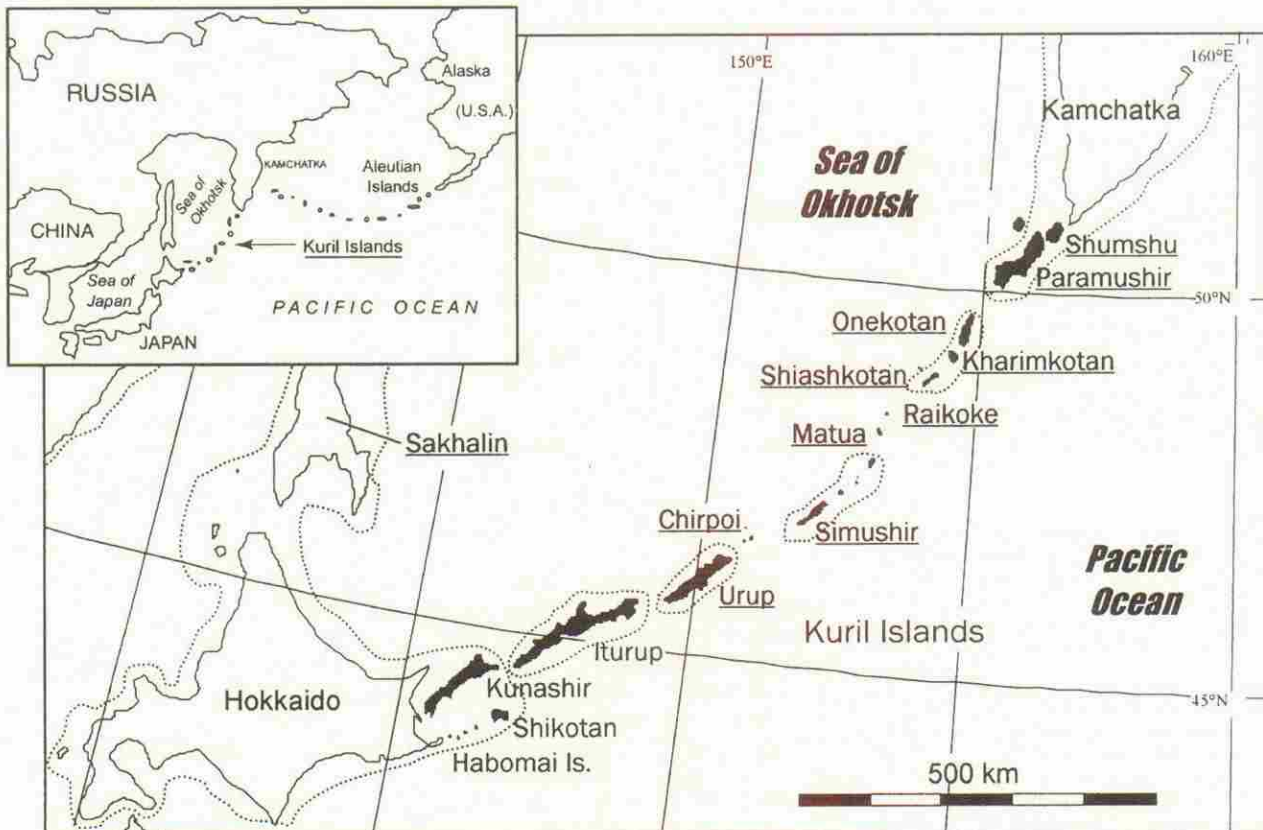 RUSSIA
Alaska
(U.S.A.)
KAMCHATKA
Aleutian
Islands
Sea of
Okhotsk
CHINA
Kuril Islands
Sea of
Japan
PACIFIC OCEAN
JAPAN
150°E
160°E
Kamchatka
Sea of
Okhotsk
Shumshu
Paramushir
50°N
Onekotan
Kharimkotan
Shiashkotan
Raikoke
Matua
Sakhalin
Chirpoi
Simushir
Urup
Pacific
Ocean
Kuril Islands
Iturup
Kunashir
45°N
Hokkaido
Shikotan
Habomai Is.
500 km